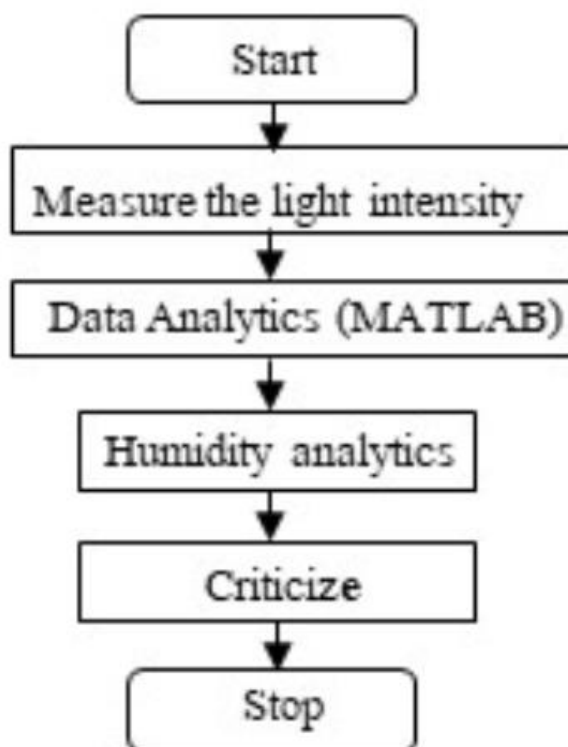 Start
Measure the light intensity
Data Analytics (MATLAB)
Humidity analytics
Criticize
Stop